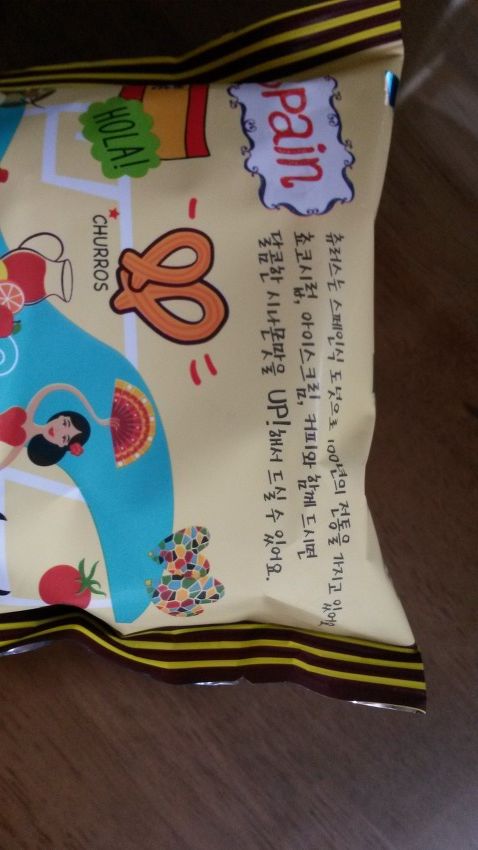 HOLA!
Spain
CHURROS
츄러스는 스페인식 도넛으로 100년의 전통을 가지고 있어요
쵸코시럽, 아이스크림, 커피와 함께 드시면
달콤한 시나몬맛을 UP!해서 드실 수 있어요.